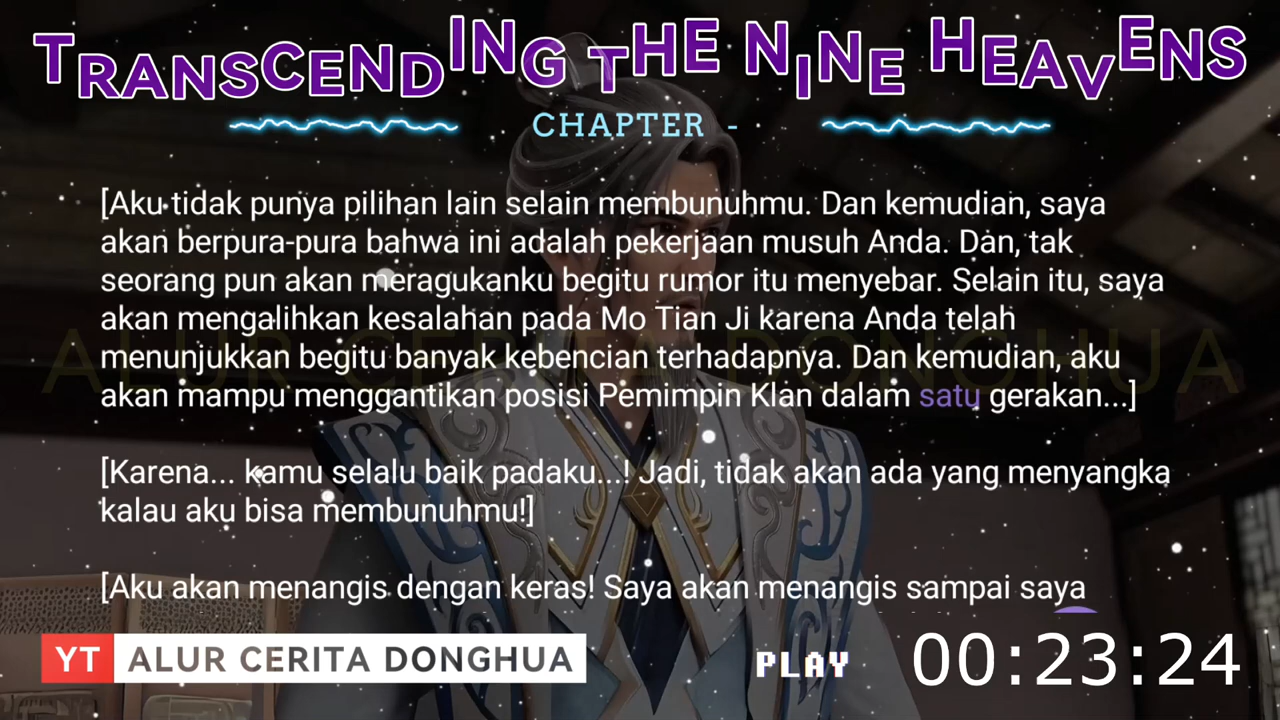 TRANSCENDING THE NINE HEAVENS
CHAPTER -
[Aku tidak punya pilihan lain selain membunuhmu. Dan kemudian, saya
akan berpura-pura bahwa ini adalah pekerjaan musuh Anda. Dan, tak
seorang pun akan meragukanku begitu rumor itu menyebar. Selain itu, saya
akan mengalihkan kesalahan pada Mo Tian Ji karena Anda telah
menunjukkan begitu banyak kebencian terhadapnya. Dan kemudian, aku
akan mampu menggantikan posisi Pemimpin Klan dalam satu gerakan...]
[Karena... kamu selalu baik padaku...! Jadi, tidak akan ada yang menyangka
kalau aku bisa membunuhmu!]
[Aku akan menangis dengan keras! Saya akan menangis sampai saya
ALUR CERITA DONGHUA
YT ALUR CERITA DONGHUA
PLAY
00:23:24